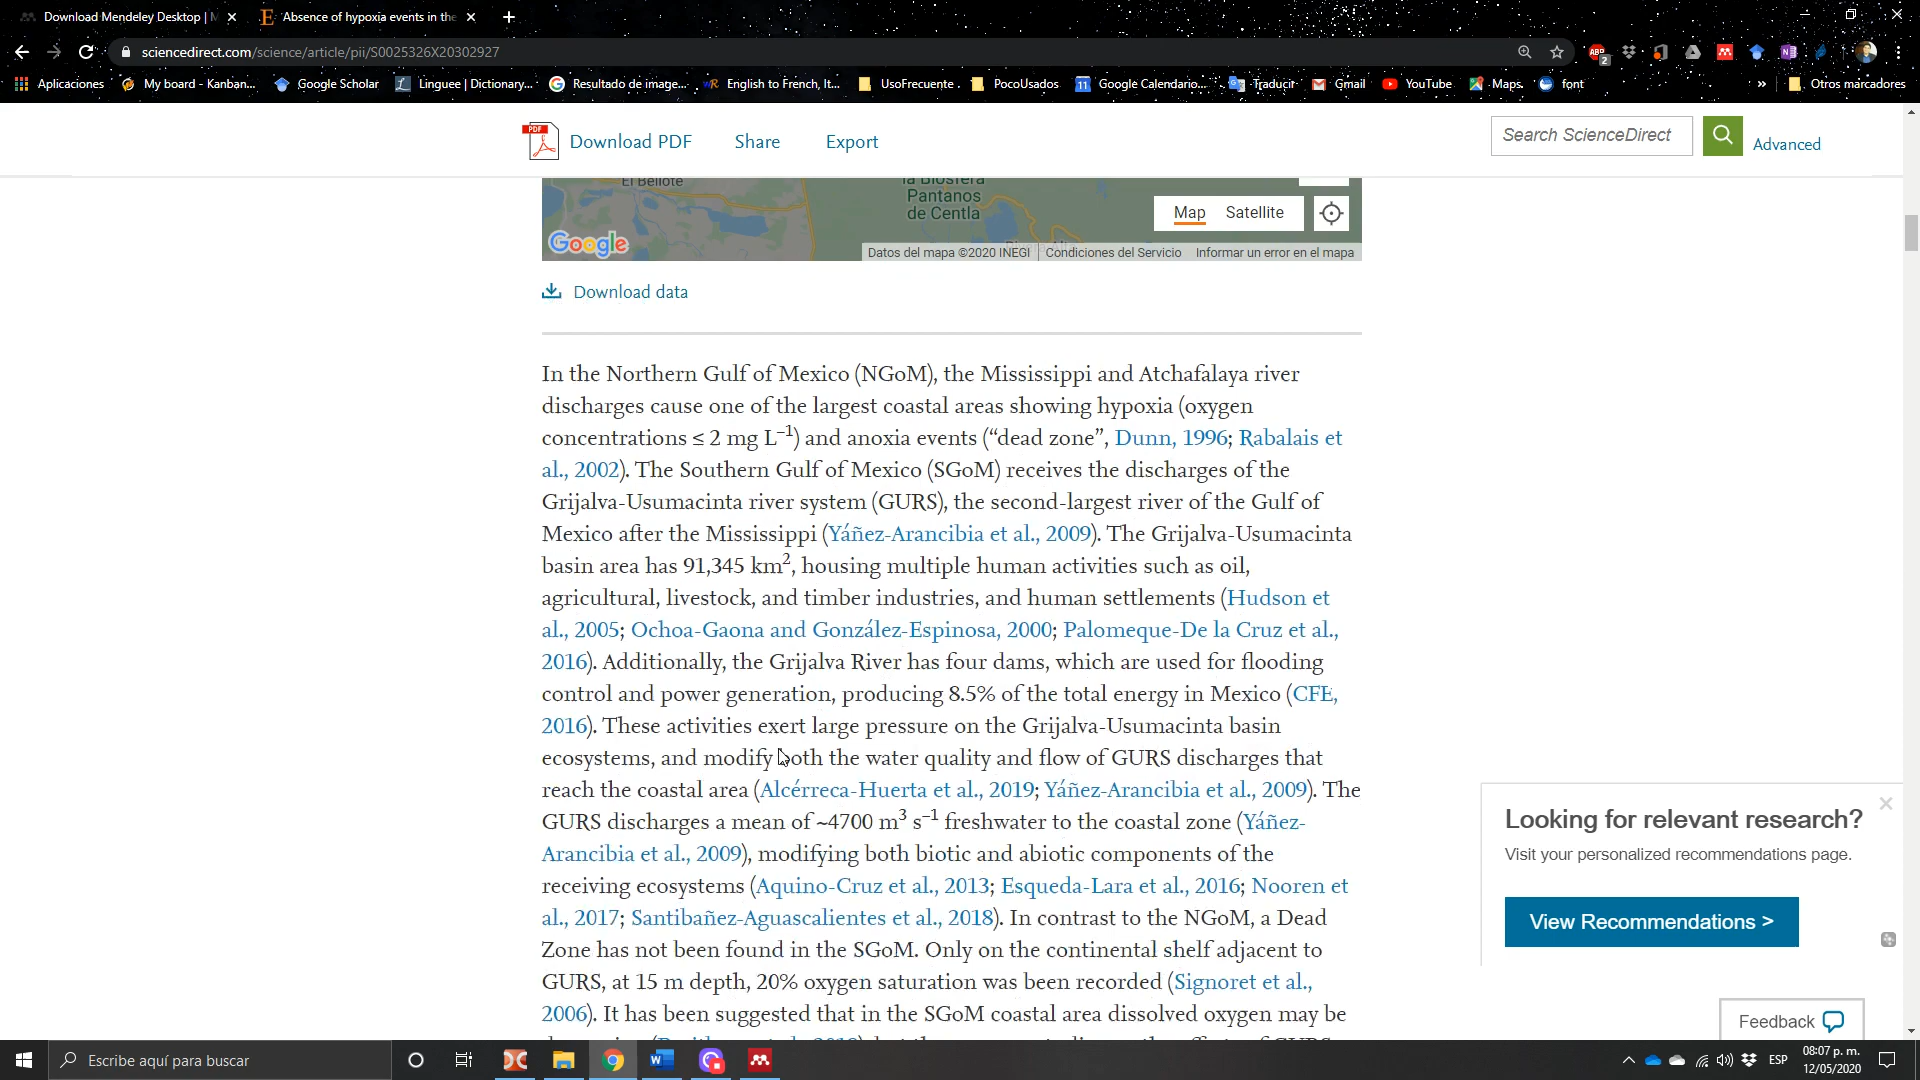 Download Mendeley Desktop | M
Absence of hypoxia events in the
sciencedirect.com/science/article/pii/S0025326X20302927
Aplicaciones
My board - Kanban...
Google Scholar
Linguee | Dictionary...
Resultado de image...
English to French, It...
UsoFrecuente
PocoUsados
Google Calendario...
Traducir
Gmail
YouTube
Maps
font
»
Otros marcadores
PDF
Download PDF
Share
Export
Search ScienceDirect
Advanced
El Bellote
la Biosfera
Pantanos
de Centla
Map
Satellite
Google
Datos del mapa ©2020 INEGI
Condiciones del Servicio
Informar un error en el mapa
Download data
In the Northern Gulf of Mexico (NGoM), the Mississippi and Atchafalaya river
discharges cause one of the largest coastal areas showing hypoxia (oxygen
concentrations ≤ 2 mg L⁻¹) and anoxia events (“dead zone”, Dunn, 1996; Rabalais et
al., 2002). The Southern Gulf of Mexico (SGoM) receives the discharges of the
Grijalva-Usumacinta river system (GURS), the second-largest river of the Gulf of
Mexico after the Mississippi (Yáñez-Arancibia et al., 2009). The Grijalva-Usumacinta
basin area has 91,345 km², housing multiple human activities such as oil,
agricultural, livestock, and timber industries, and human settlements (Hudson et
al., 2005; Ochoa-Gaona and González-Espinosa, 2000; Palomeque-De la Cruz et al.,
2016). Additionally, the Grijalva River has four dams, which are used for flooding
control and power generation, producing 8.5% of the total energy in Mexico (CFE,
2016). These activities exert large pressure on the Grijalva-Usumacinta basin
ecosystems, and modify both the water quality and flow of GURS discharges that
reach the coastal area (Alcérreca-Huerta et al., 2019; Yáñez-Arancibia et al., 2009). The
GURS discharges a mean of ~4700 m³ s⁻¹ freshwater to the coastal zone (Yáñez-
Arancibia et al., 2009), modifying both biotic and abiotic components of the
receiving ecosystems (Aquino-Cruz et al., 2013; Esqueda-Lara et al., 2016; Nooren et
al., 2017; Santibañez-Aguascalientes et al., 2018). In contrast to the NGoM, a Dead
Zone has not been found in the SGoM. Only on the continental shelf adjacent to
GURS, at 15 m depth, 20% oxygen saturation was been recorded (Signoret et al.,
2006). It has been suggested that in the SGoM coastal area dissolved oxygen may be
Looking for relevant research?
Visit your personalized recommendations page.
View Recommendations >
Feedback
Escribe aquí para buscar
ESP
08:07 p. m.
12/05/2020